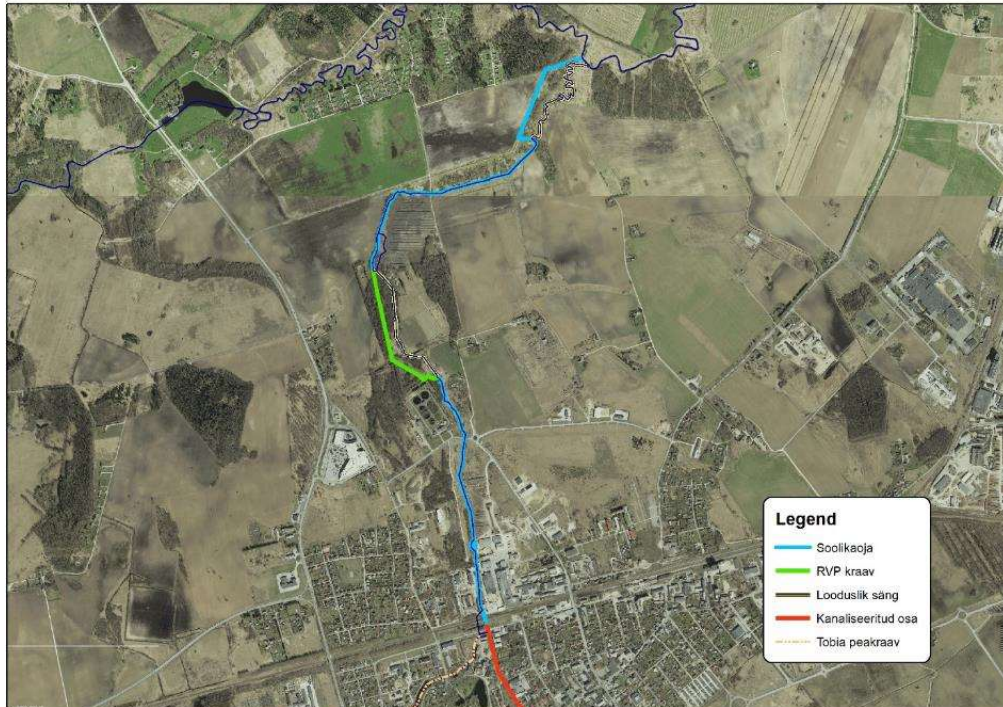 Legend
Soolikaoja
RVP kraav
Looduslik säng
Kanaliseeritud osa
Tobia peakraav